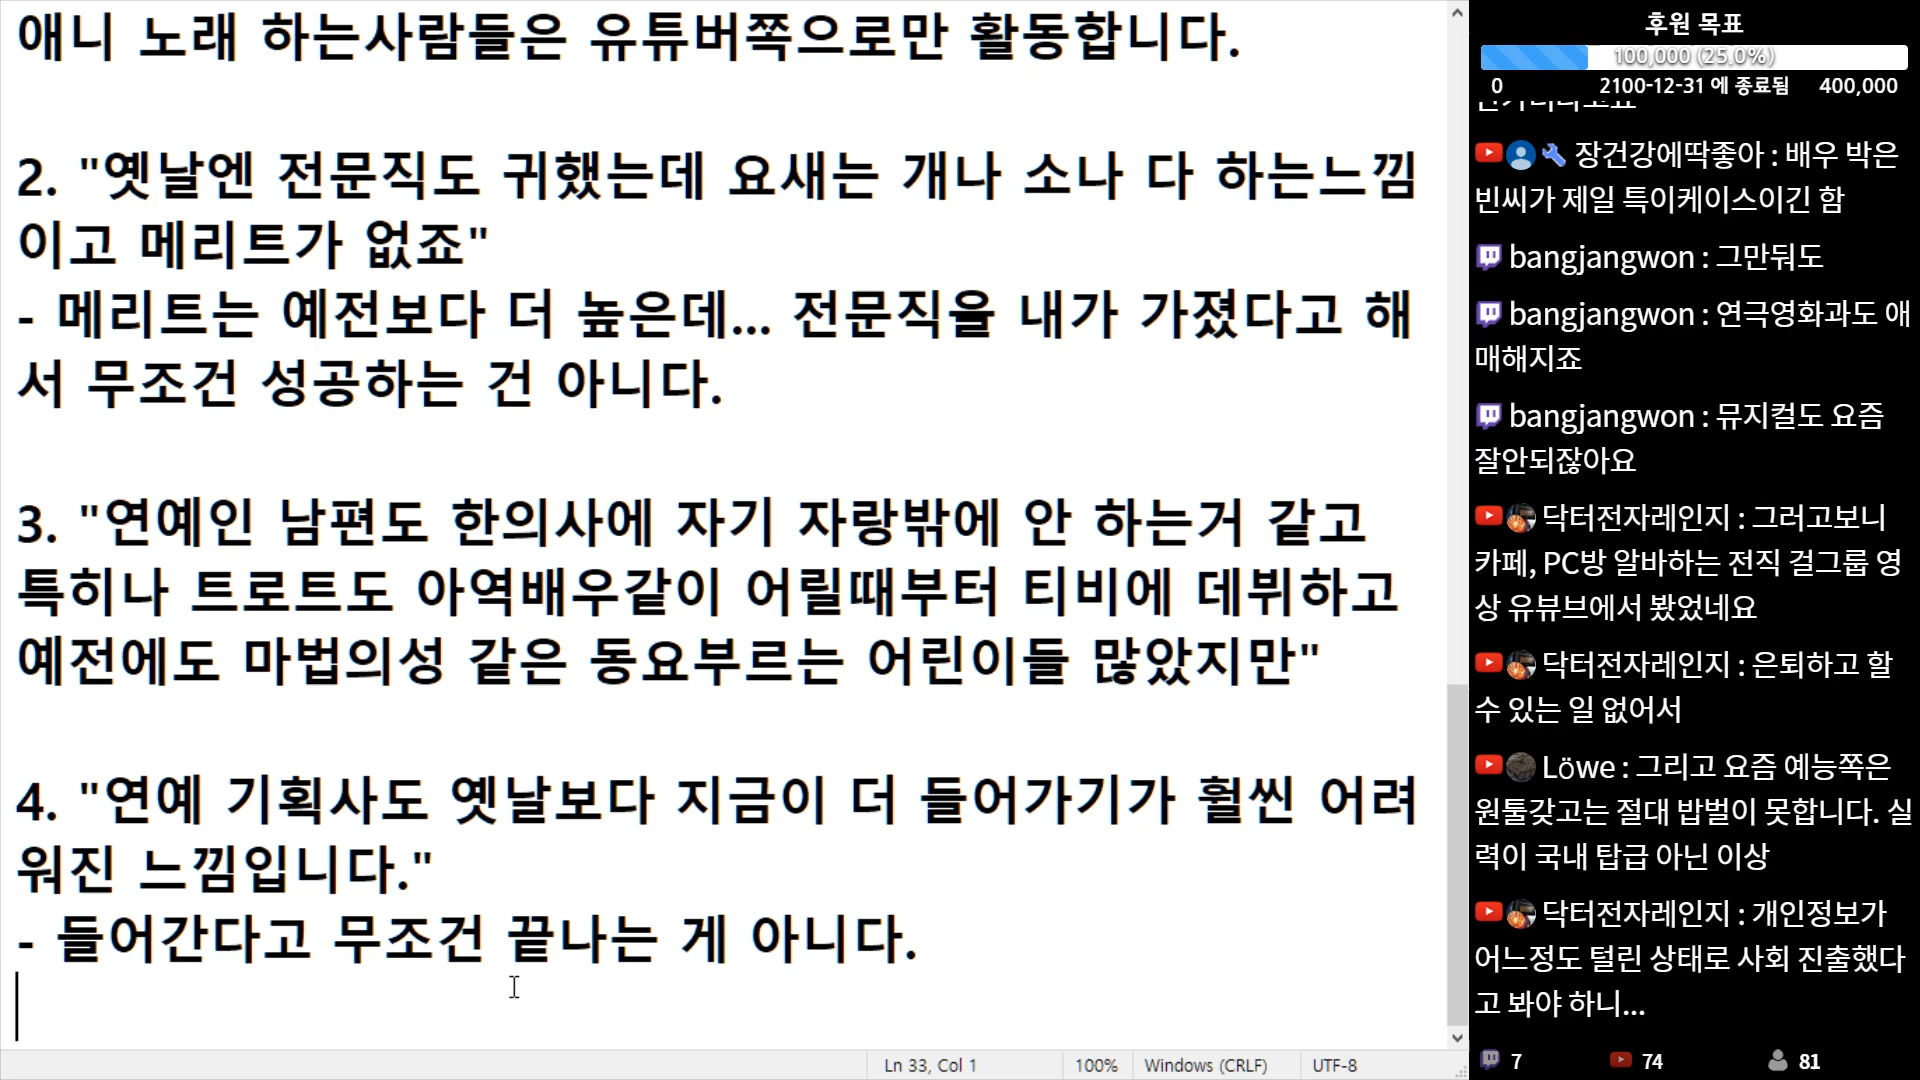 애니 노래 하는사람들은 유튜버쪽으로만 활동합니다.
2. "옛날엔 전문직도 귀했는데 요새는 개나 소나 다 하는느낌
이고 메리트가 없죠"
- 메리트는 예전보다 더 높은데... 전문직을 내가 가졌다고 해
서 무조건 성공하는 건 아니다.
3. "연예인 남편도 한의사에 자기 자랑밖에 안 하는거 같고
특히나 트로트도 아역배우같이 어릴때부터 티비에 데뷔하고
예전에도 마법의성 같은 동요부르는 어린이들 많았지만"
4. "연예 기획사도 옛날보다 지금이 더 들어가기가 훨씬 어려
워진 느낌입니다."
- 들어간다고 무조건 끝나는 게 아니다.
Ln 33, Col 1
100%
Windows (CRLF)
UTF-8
후원 목표
100,000 (25.0%)
0 2100-12-31 에 종료됨 400,000
장건강에딱좋아 : 배우 박은
빈씨가 제일 특이케이스이긴 함
bangjangwon : 그만둬도
bangjangwon : 연극영화과도 애
매해지죠
bangjangwon : 뮤지컬도 요즘
잘안되잖아요
닥터전자레인지 : 그러고보니
카페, PC방 알바하는 전직 걸그룹 영
상 유뷰브에서 봤었네요
닥터전자레인지 : 은퇴하고 할
수 있는 일 없어서
Löwe : 그리고 요즘 예능쪽은
원툴갖고는 절대 밥벌이 못합니다. 실
력이 국내 탑급 아닌 이상
닥터전자레인지 : 개인정보가
어느정도 털린 상태로 사회 진출했다
고 봐야 하니...
7 74 81